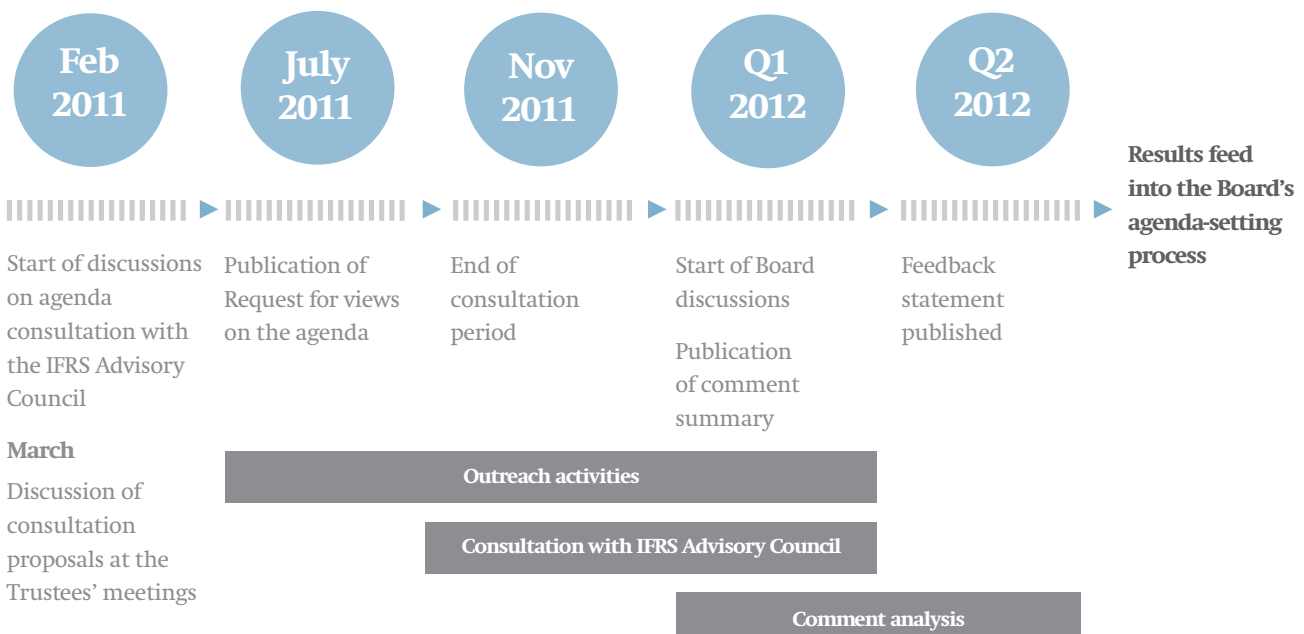 Feb
2011
July
2011
Nov
2011
Q1
2012
Q2
2012
Results feed
into the Board’s
agenda-setting
process
Start of discussions
on agenda
consultation with
the IFRS Advisory
Council
March
Discussion of
consultation
proposals at the
Trustees’ meetings
Publication of
Request for views
on the agenda
End of
consultation
period
Start of Board
discussions
Publication
of comment
summary
Feedback
statement
published
Outreach activities
Consultation with IFRS Advisory Council
Comment analysis